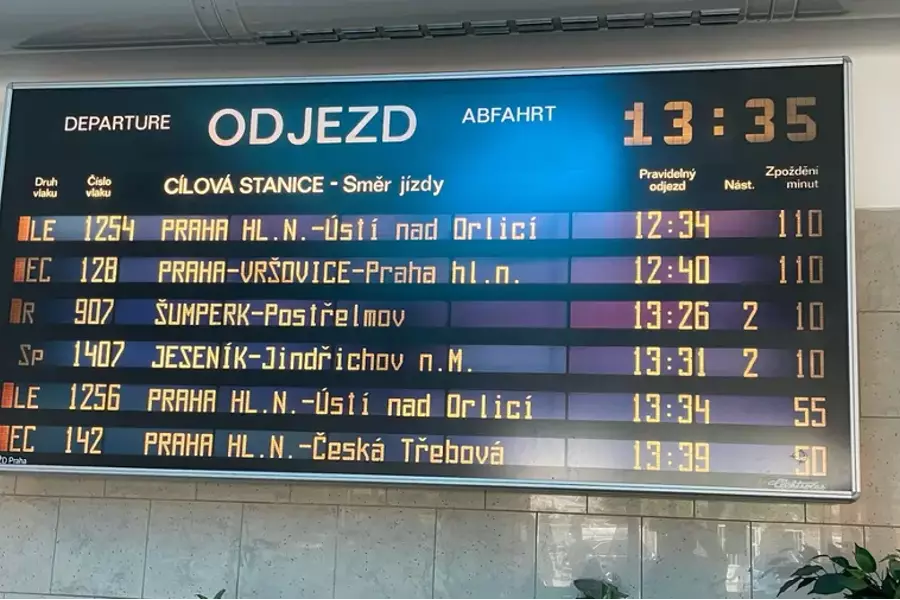 DEPARTURE ODJEZD ABFAHRT 13:35
Druh vlaku Číslo vlaku CÍLOVÁ STANICE - Směr jízdy Pravidelný odjezd Nást. Zpoždění minut
LE 1254 PRAHA HL.N.-Ústí nad Orlicí 12:34 110
EC 128 PRAHA-VRŠOVICE-Praha hl.n. 12:40 110
R 907 ŠUMPERK-Postřelmov 13:26 2 10
Sp 1407 JESENÍK-Jindřichov n.M. 13:31 2 10
LE 1256 PRAHA HL.N.-Ústí nad Orlicí 13:34 55
EC 142 PRAHA HL.N.-Česká Třebová 13:39
Praha